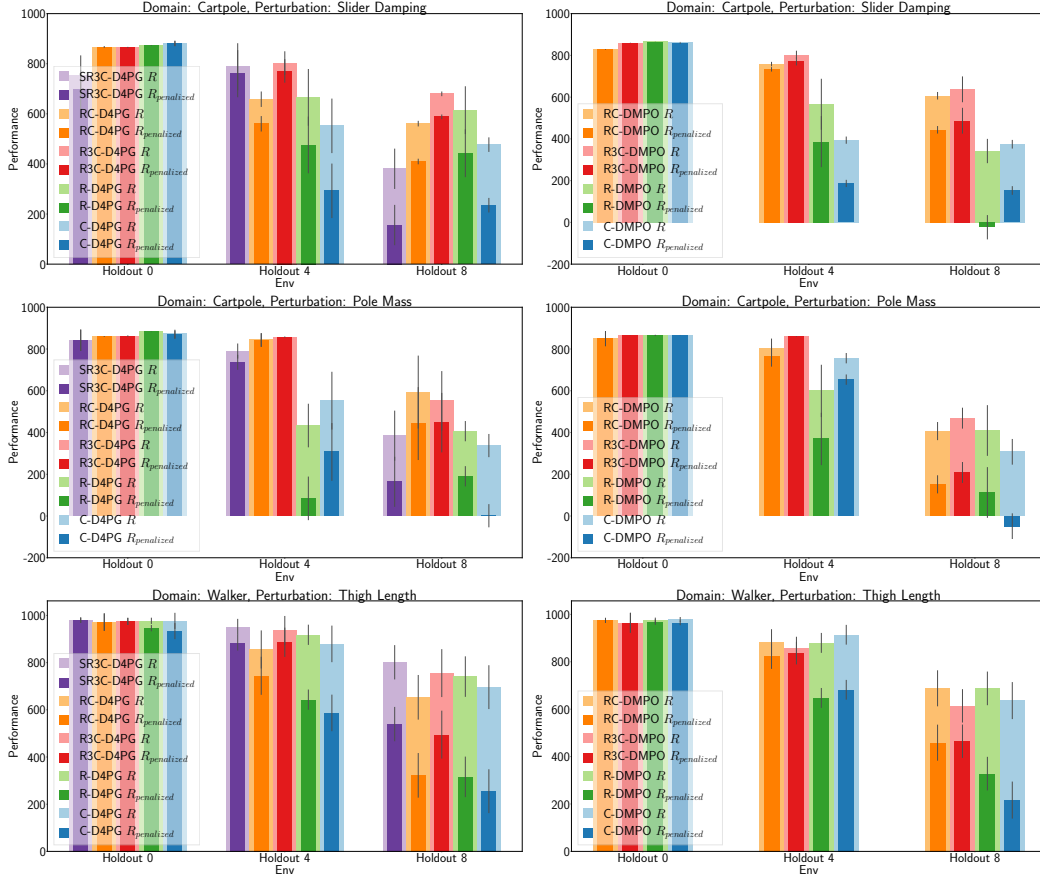 Domain: Cartpole, Perturbation: Slider Damping
1000
800
600
400
200
0
Performance
SR3C-D4PG R
SR3C-D4PG R_penalized
RC-D4PG R
RC-D4PG R_penalized
R3C-D4PG R
R3C-D4PG R_penalized
R-D4PG R
R-D4PG R_penalized
C-D4PG R
C-D4PG R_penalized
Holdout 0
Holdout 4
Holdout 8
Env
Domain: Cartpole, Perturbation: Slider Damping
1000
800
600
400
200
0
-200
Performance
RC-DMPO R
RC-DMPO R_penalized
R3C-DMPO R
R3C-DMPO R_penalized
R-DMPO R
R-DMPO R_penalized
C-DMPO R
C-DMPO R_penalized
Holdout 0
Holdout 4
Holdout 8
Env
Domain: Cartpole, Perturbation: Pole Mass
1000
800
600
400
200
0
-200
Performance
SR3C-D4PG R
SR3C-D4PG R_penalized
RC-D4PG R
RC-D4PG R_penalized
R3C-D4PG R
R3C-D4PG R_penalized
R-D4PG R
R-D4PG R_penalized
C-D4PG R
C-D4PG R_penalized
Holdout 0
Holdout 4
Holdout 8
Env
Domain: Cartpole, Perturbation: Pole Mass
1000
800
600
400
200
0
-200
Performance
RC-DMPO R
RC-DMPO R_penalized
R3C-DMPO R
R3C-DMPO R_penalized
R-DMPO R
R-DMPO R_penalized
C-DMPO R
C-DMPO R_penalized
Holdout 0
Holdout 4
Holdout 8
Env
Domain: Walker, Perturbation: Thigh Length
1000
800
600
400
200
0
Performance
SR3C-D4PG R
SR3C-D4PG R_penalized
RC-D4PG R
RC-D4PG R_penalized
R3C-D4PG R
R3C-D4PG R_penalized
R-D4PG R
R-D4PG R_penalized
C-D4PG R
C-D4PG R_penalized
Holdout 0
Holdout 4
Holdout 8
Env
Domain: Walker, Perturbation: Thigh Length
1000
800
600
400
200
0
Performance
RC-DMPO R
RC-DMPO R_penalized
R3C-DMPO R
R3C-DMPO R_penalized
R-DMPO R
R-DMPO R_penalized
C-DMPO R
C-DMPO R_penalized
Holdout 0
Holdout 4
Holdout 8
Env